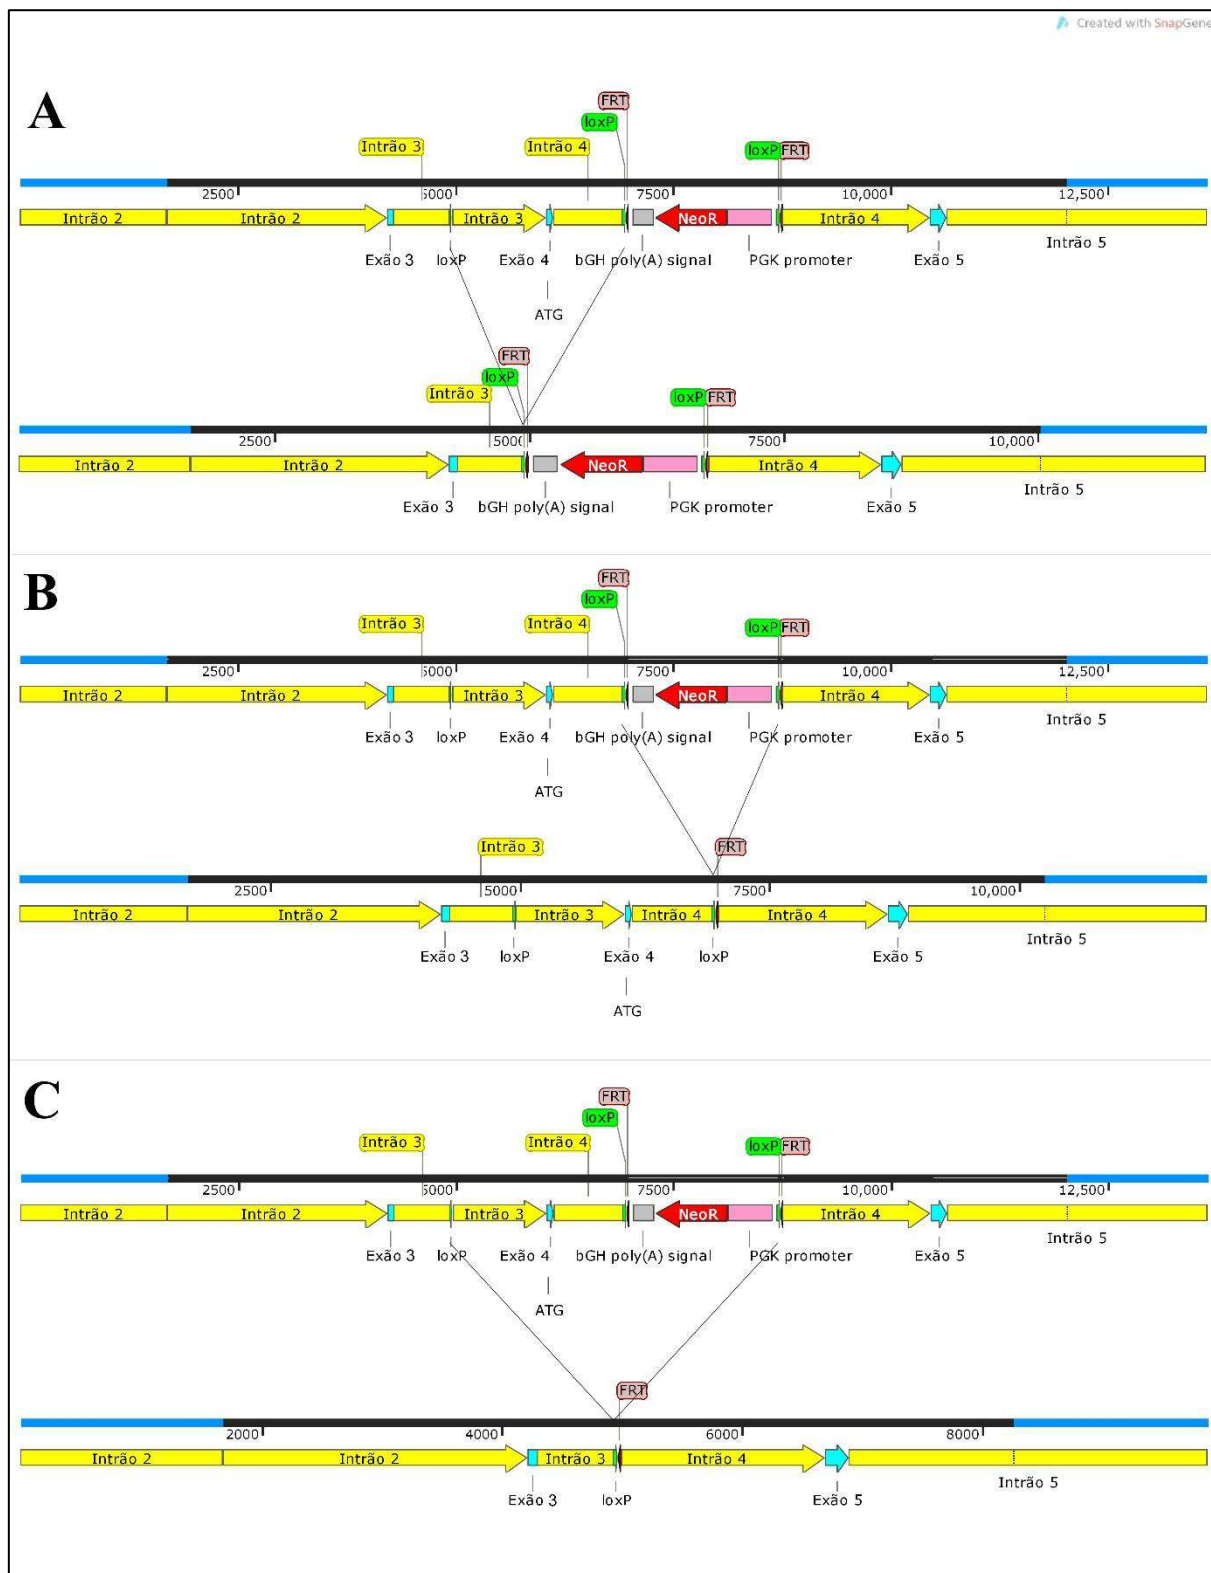 Created with SnapGene
A
FRT
loxP
Intrão 3 Intrão 4 loxP FRT
2500 5000 7500 10,000 12,500
Intrão 2 Intrão 2 Intrão 3 NeoR Intrão 4
Exão 3 loxP Exão 4 bGH poly(A) signal PGK promoter Exão 5 Intrão 5
ATG
FRT
loxP
Intrão 3 loxP FRT
2500 5000 7500 10,000
Intrão 2 Intrão 2 NeoR Intrão 4
Exão 3 bGH poly(A) signal PGK promoter Exão 5 Intrão 5
B
FRT
loxP
Intrão 3 Intrão 4 loxP FRT
2500 5000 7500 10,000 12,500
Intrão 2 Intrão 2 Intrão 3 NeoR Intrão 4
Exão 3 loxP Exão 4 bGH poly(A) signal PGK promoter Exão 5 Intrão 5
ATG
Intrão 3 FRT
2500 5000 7500 10,000
Intrão 2 Intrão 2 Intrão 3 Intrão 4 Intrão 4
Exão 3 loxP Exão 4 loxP Exão 5 Intrão 5
ATG
C
FRT
loxP
Intrão 3 Intrão 4 loxP FRT
2500 5000 7500 10,000 12,500
Intrão 2 Intrão 2 Intrão 3 NeoR Intrão 4
Exão 3 loxP Exão 4 bGH poly(A) signal PGK promoter Exão 5 Intrão 5
ATG
FRT
2000 4000 6000 8000
Intrão 2 Intrão 2 Intrão 3 Intrão 4
Exão 3 loxP Exão 5 Intrão 5